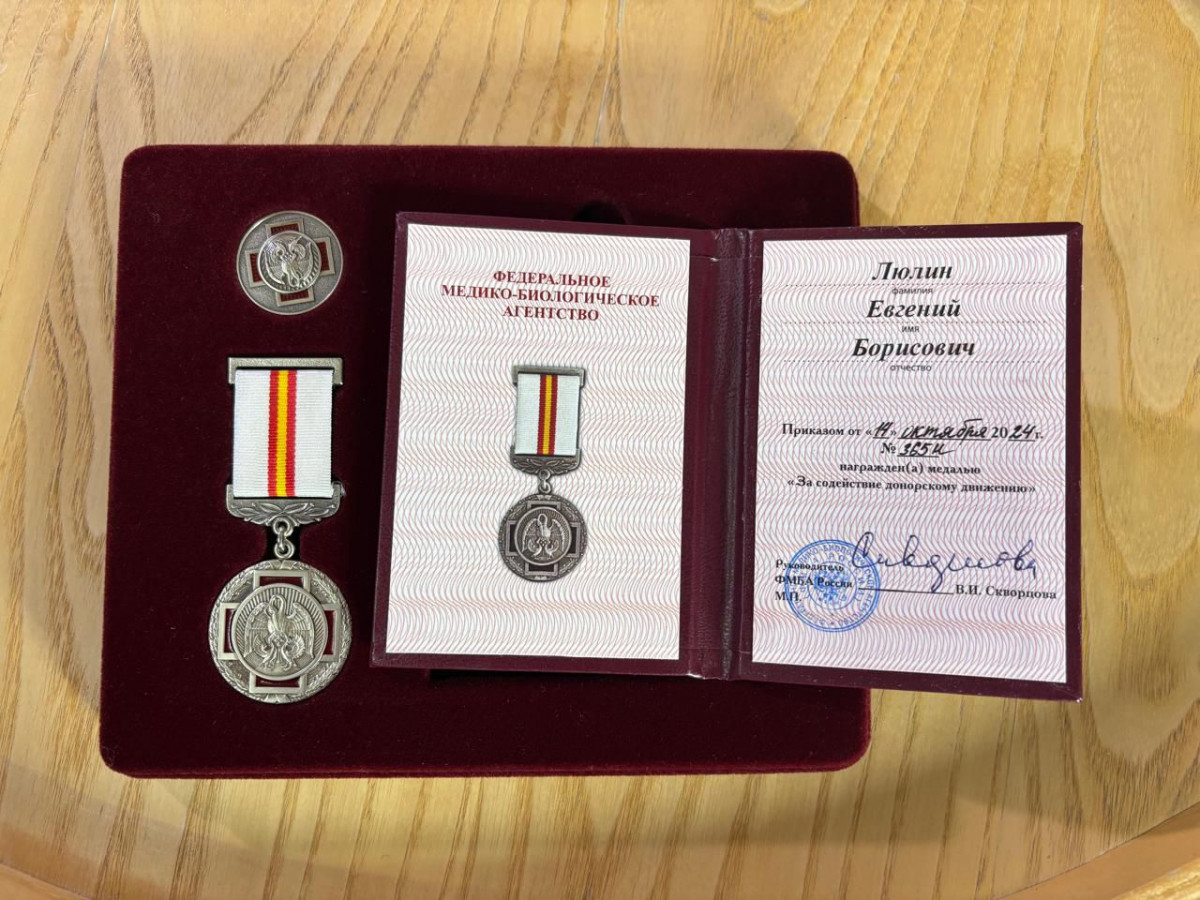 ФЕДЕРАЛЬНОЕ
МЕДИКО-БИОЛОГИЧЕСКОЕ
АГЕНТСТВО
Люлин
фамилия
Евгений
имя
Борисович
отчество
Приказом от «14» октября 2024 г.
№ 365н
награжден(а) медалью
«За содействие донорскому движению»
Руководитель
ФМБА России
В.И. Скворцова
М.П.